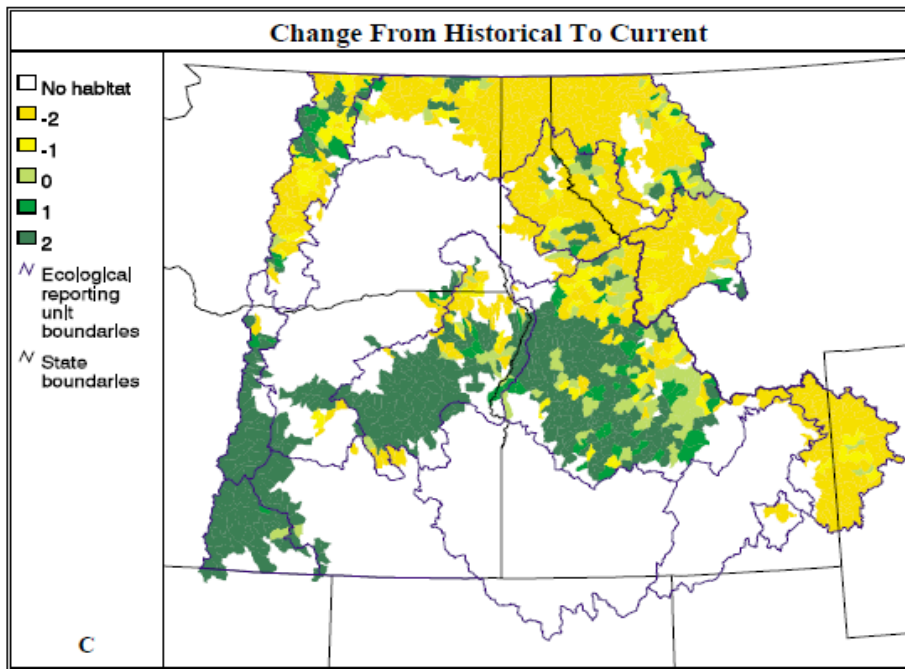 Change From Historical To Current
No habitat
-2
-1
0
1
2
Ecological
reporting
unit
boundaries
State
boundaries
C